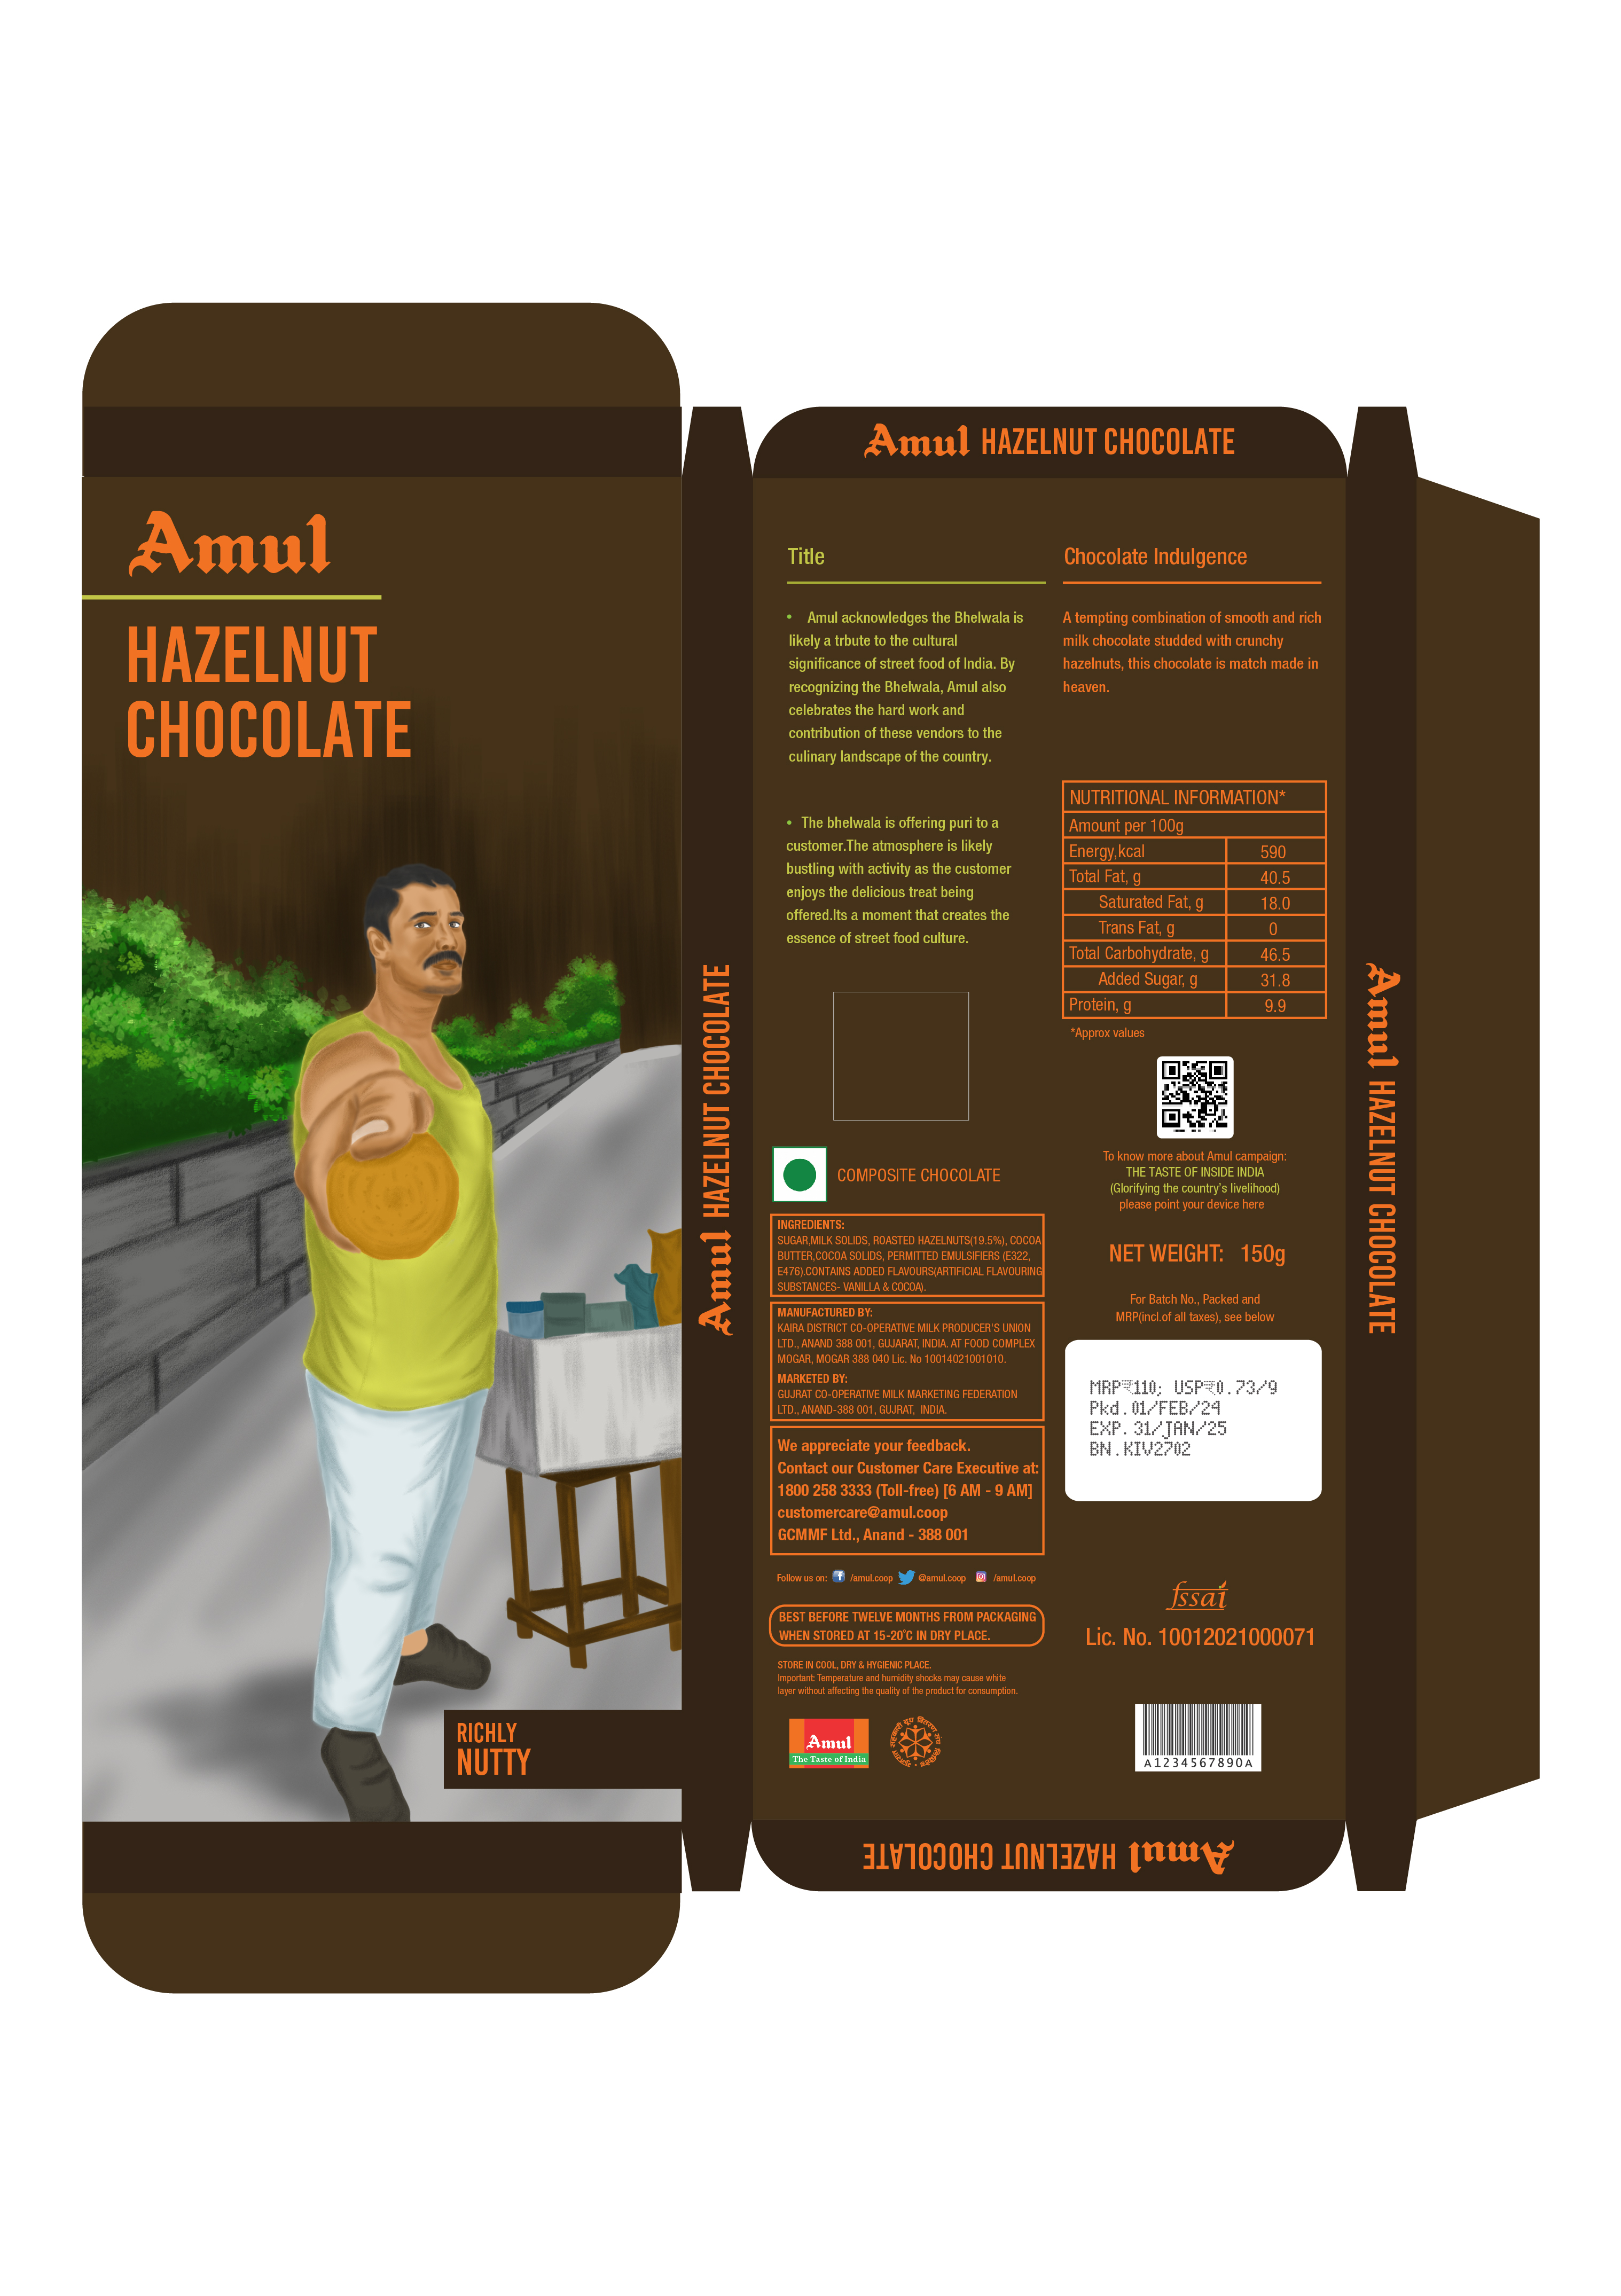 Amul
HAZELNUT
CHOCOLATE
RICHLY
NUTTY
Amul HAZELNUT CHOCOLATE
Amul HAZELNUT CHOCOLATE
Title
• Amul acknowledges the Bhelwala is
likely a trbute to the cultural
significance of street food of India. By
recognizing the Bhelwala, Amul also
celebrates the hard work and
contribution of these vendors to the
culinary landscape of the country.
• The bhelwala is offering puri to a
customer.The atmosphere is likely
bustling with activity as the customer
enjoys the delicious treat being
offered.Its a moment that creates the
essence of street food culture.
COMPOSITE CHOCOLATE
INGREDIENTS:
SUGAR,MILK SOLIDS, ROASTED HAZELNUTS(19.5%), COCOA
BUTTER,COCOA SOLIDS, PERMITTED EMULSIFIERS (E322,
E476).CONTAINS ADDED FLAVOURS(ARTIFICIAL FLAVOURING
SUBSTANCES- VANILLA & COCOA).
MANUFACTURED BY:
KAIRA DISTRICT CO-OPERATIVE MILK PRODUCER'S UNION
LTD., ANAND 388 001, GUJARAT, INDIA. AT FOOD COMPLEX
MOGAR, MOGAR 388 040 Lic. No 10014021001010.
MARKETED BY:
GUJRAT CO-OPERATIVE MILK MARKETING FEDERATION
LTD., ANAND-388 001, GUJRAT, INDIA.
We appreciate your feedback.
Contact our Customer Care Executive at:
1800 258 3333 (Toll-free) [6 AM - 9 AM]
customercare@amul.coop
GCMMF Ltd., Anand - 388 001
Follow us on: /amul.coop @amul.coop /amul.coop
BEST BEFORE TWELVE MONTHS FROM PACKAGING
WHEN STORED AT 15-20°C IN DRY PLACE.
STORE IN COOL, DRY & HYGIENIC PLACE.
Important: Temperature and humidity shocks may cause white
layer without affecting the quality of the product for consumption.
Amul
The Taste of India
Chocolate Indulgence
A tempting combination of smooth and rich
milk chocolate studded with crunchy
hazelnuts, this chocolate is match made in
heaven.
NUTRITIONAL INFORMATION*
Amount per 100g
Energy,kcal 590
Total Fat, g 40.5
Saturated Fat, g 18.0
Trans Fat, g 0
Total Carbohydrate, g 46.5
Added Sugar, g 31.8
Protein, g 9.9
*Approx values
To know more about Amul campaign:
THE TASTE OF INSIDE INDIA
(Glorifying the country's livelihood)
please point your device here
NET WEIGHT: 150g
For Batch No., Packed and
MRP(incl.of all taxes), see below
MRP₹110; USP₹0.73/9
Pkd.01/FEB/24
EXP. 31/JAN/25
BN.KIV2702
fssai
Lic. No. 10012021000071
A1234567890A
Amul HAZELNUT CHOCOLATE
Amul HAZELNUT CHOCOLATE